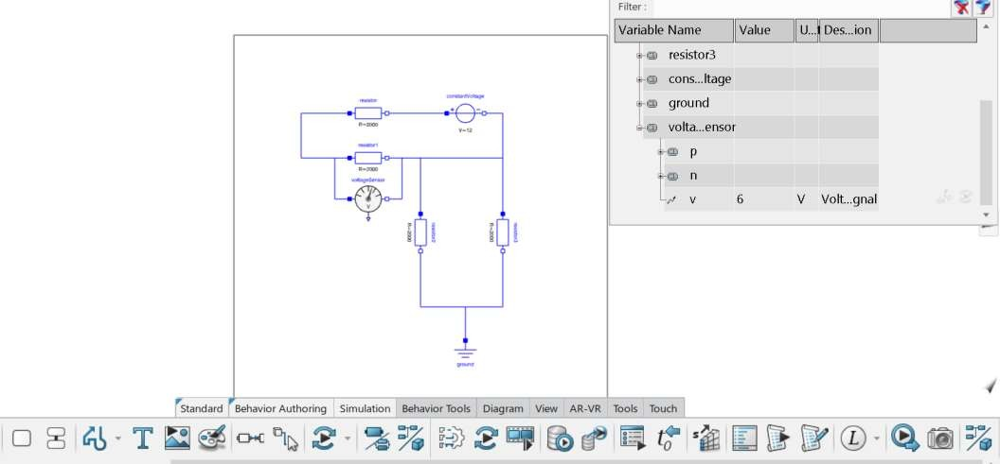 Filter :
Variable Name Value U...t Des...ion
resistor3
cons...ltage
ground
volta...ensor
p
n
v 6 V Volt...gnal
resistor
R=2000
constantVoltage
+ -
V=12
resistor1
R=2000
voltageSensor
V
R=2000
resistor2
R=2000
resistor3
ground
Standard Behavior Authoring Simulation Behavior Tools Diagram View AR-VR Tools Touch
T
t0
L